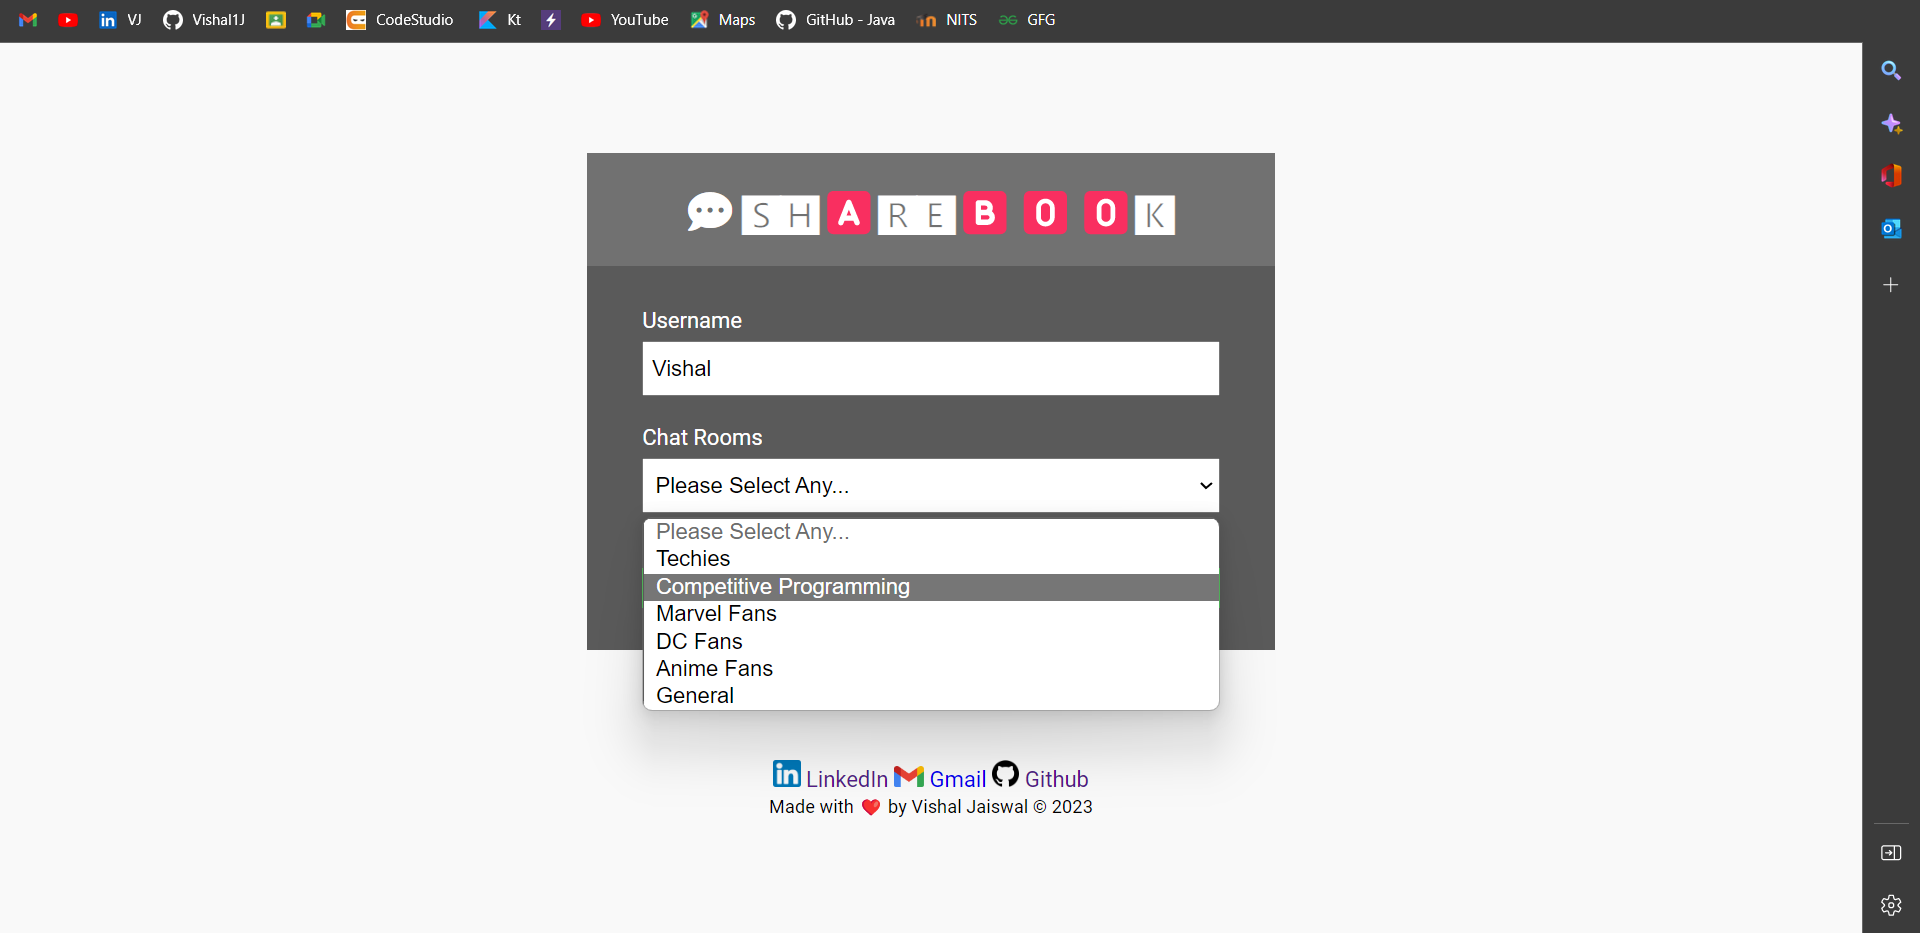 VJ Vishal1J CodeStudio Kt YouTube Maps GitHub - Java NITS GFG
SHAREBOOK
Username
Vishal
Chat Rooms
Please Select Any...
Please Select Any...
Techies
Competitive Programming
Marvel Fans
DC Fans
Anime Fans
General
LinkedIn Gmail Github
Made with ❤️ by Vishal Jaiswal © 2023